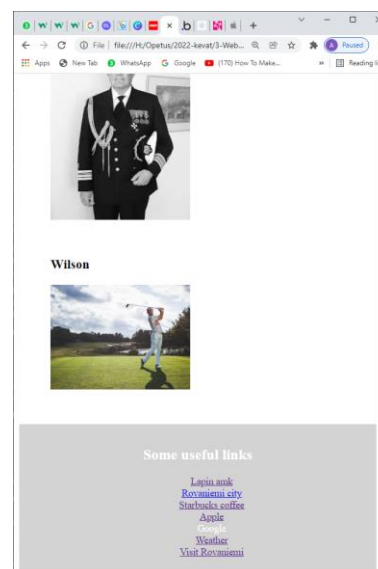 File | file:///H:/Opetus/2022-kevat/3-Web...
Paused
Apps New Tab WhatsApp Google (170) How To Make... » Reading li
Wilson
Some useful links
Lapin amk
Rovaniemi city
Starbucks coffee
Apple
Google
Weather
Visit Rovaniemi